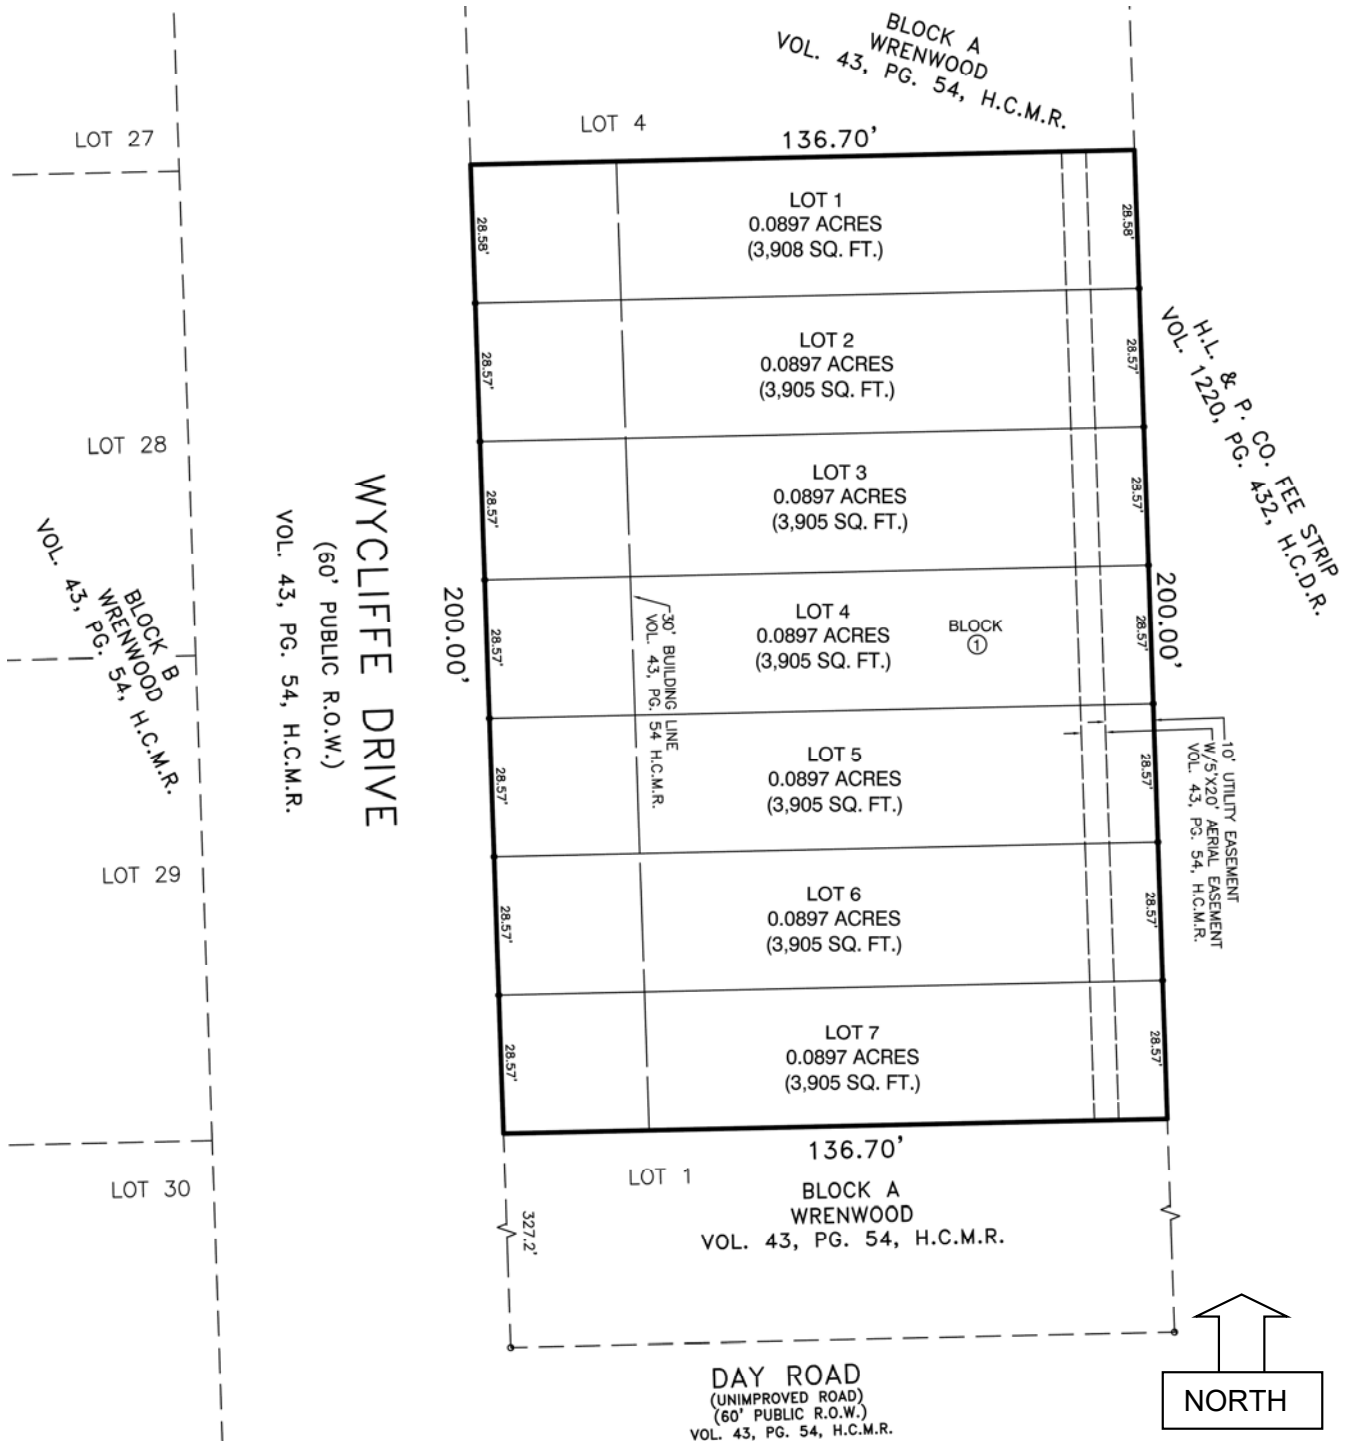 BLOCK A
WRENWOOD
VOL. 43, PG. 54, H.C.M.R.
LOT 27
LOT 4
136.70'
LOT 1
0.0897 ACRES
(3,908 SQ. FT.)
28.58'
28.58'
LOT 2
0.0897 ACRES
(3,905 SQ. FT.)
28.57'
28.57'
H.L. & P. CO. FEE STRIP
VOL. 1220, PG. 432, H.C.D.R.
LOT 28
LOT 3
0.0897 ACRES
(3,905 SQ. FT.)
28.57'
28.57'
WYCLIFFE DRIVE
(60' PUBLIC R.O.W.)
VOL. 43, PG. 54, H.C.M.R.
200.00'
BLOCK B
WRENWOOD
VOL. 43, PG. 54, H.C.M.R.
LOT 4
0.0897 ACRES
(3,905 SQ. FT.)
28.57'
28.57'
BLOCK
1
30' BUILDING LINE
VOL. 43, PG. 54 H.C.M.R.
200.00'
LOT 5
0.0897 ACRES
(3,905 SQ. FT.)
28.57'
28.57'
10' UTILITY EASEMENT
W/5'X20' AERIAL EASEMENT
VOL. 43, PG. 54, H.C.M.R.
LOT 29
LOT 6
0.0897 ACRES
(3,905 SQ. FT.)
28.57'
28.57'
LOT 7
0.0897 ACRES
(3,905 SQ. FT.)
28.57'
28.57'
136.70'
LOT 30
LOT 1
BLOCK A
WRENWOOD
VOL. 43, PG. 54, H.C.M.R.
327.2'
DAY ROAD
(UNIMPROVED ROAD)
(60' PUBLIC R.O.W.)
VOL. 43, PG. 54, H.C.M.R.
NORTH